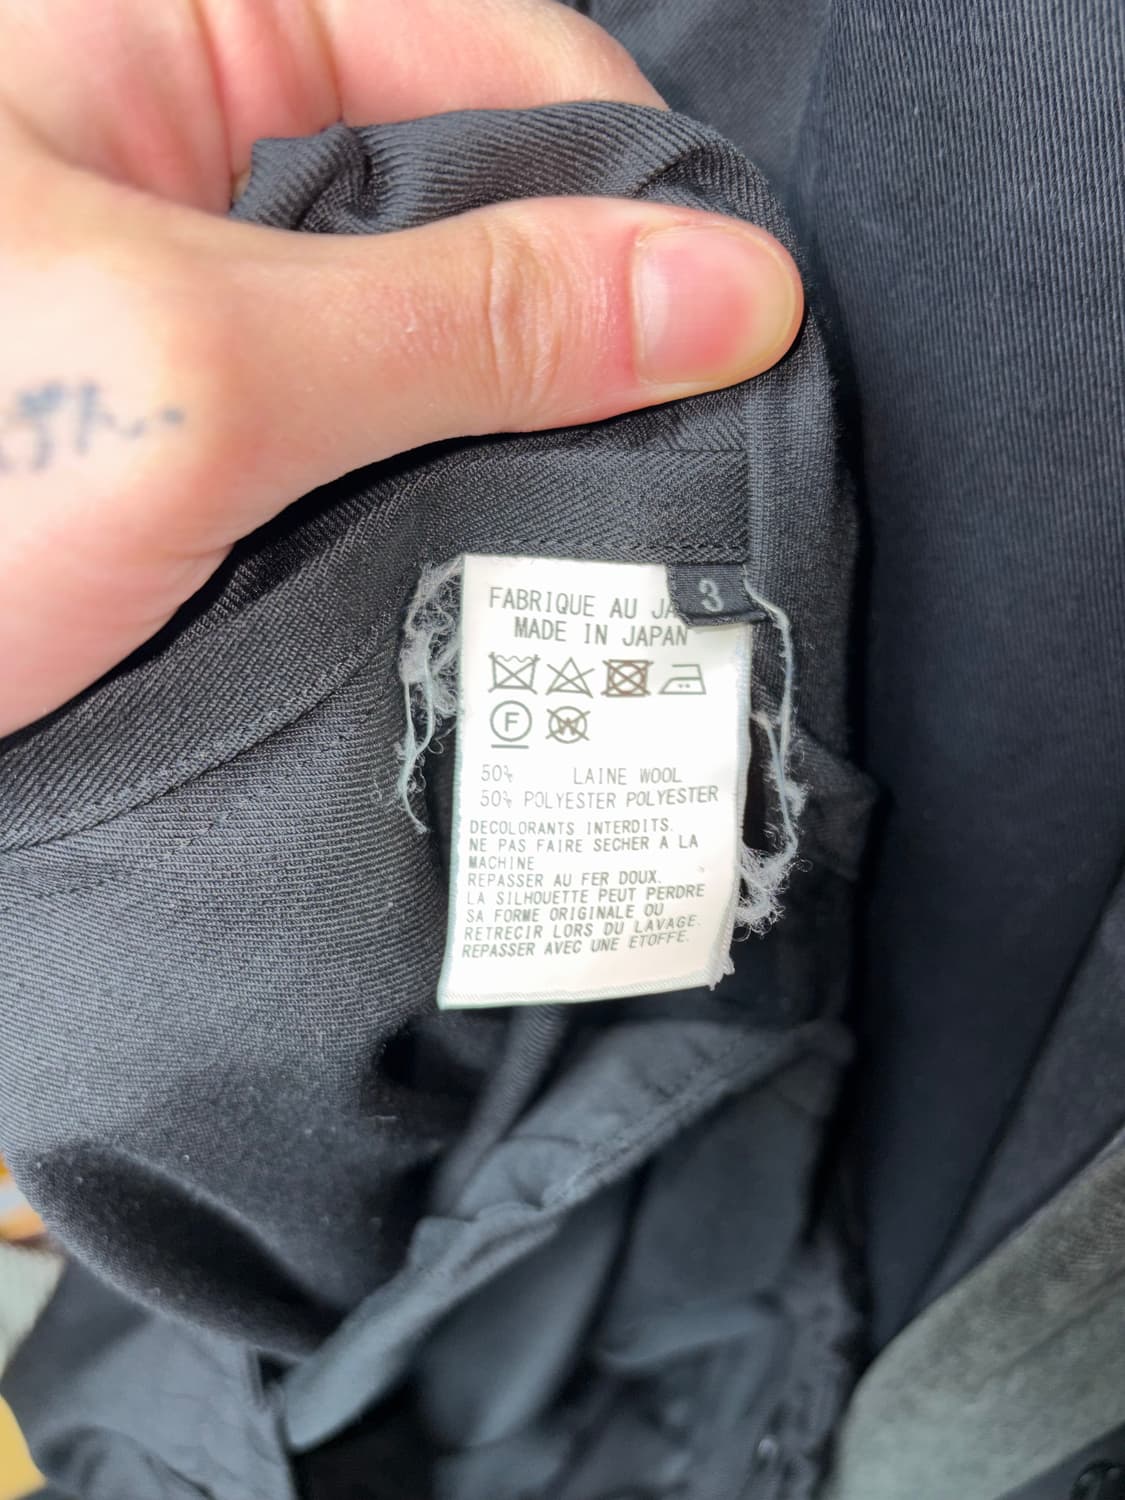 FABRIQUE AU
3
MADE IN JAPAN
F
W
50% LAINE WOOL
50% POLYESTER POLYESTER
DECOLORANTS INTERDITS.
NE PAS FAIRE SECHER A LA
MACHINE
REPASSER AU FER DOUX.
LA SILHOUETTE PEUT PERDRE
SA FORME ORIGINALE OU
RETRECIR LORS DU LAVAGE.
REPASSER AVEC UNE ETOFFE.